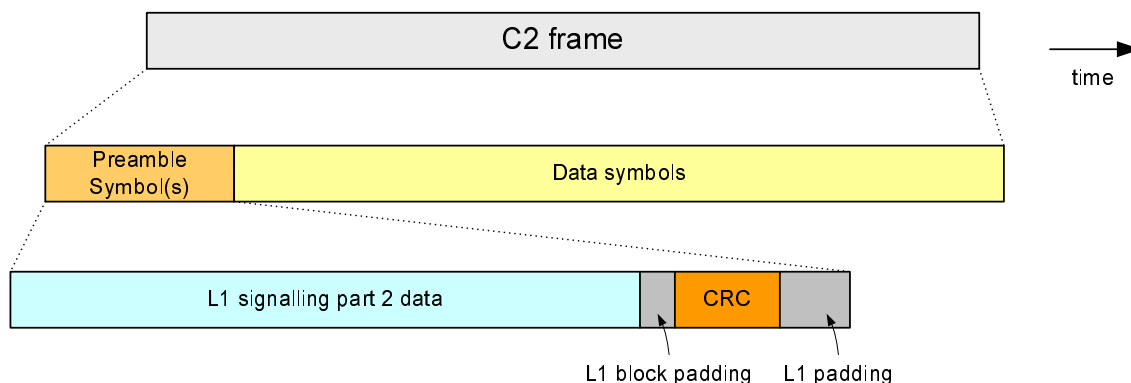 C2 frame
time
Preamble
Symbol(s)
Data symbols
L1 signalling part 2 data
CRC
L1 block padding
L1 padding